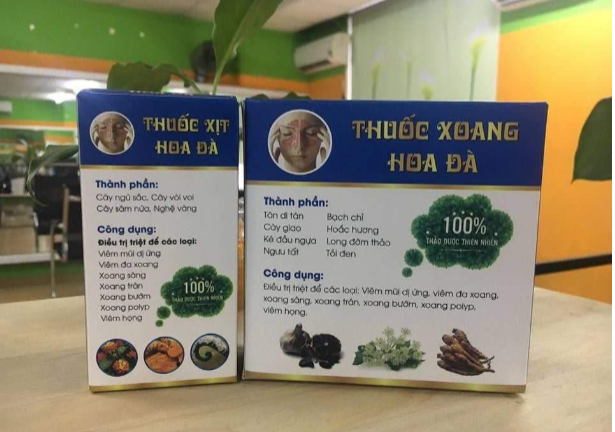 THUỐC XỊT
HOA ĐÀ
Thành phần:
Cây ngũ sắc, Cây vòi voi
Cây sâm nứa, Nghệ vàng
Công dụng:
Điều trị triệt để các loại:
Viêm mũi dị ứng
Viêm đa xoang
Xoang sàng
Xoang trán
Xoang bướm
Xoang polyp
Viêm họng
100%
THẢO DƯỢC THIÊN NHIÊN
THUỐC XOANG
HOA ĐÀ
Thành phần:
Tân di tán Bạch chỉ
Cây giao Hoắc hương
Ké đầu ngựa Long đởm thảo
Ngưu tất Tỏi đen
100%
THẢO DƯỢC THIÊN NHIÊN
Công dụng:
Điều trị triệt để các loại: Viêm mũi dị ứng, viêm đa xoang,
xoang sàng, xoang trán, xoang bướm, xoang polyp,
viêm họng.